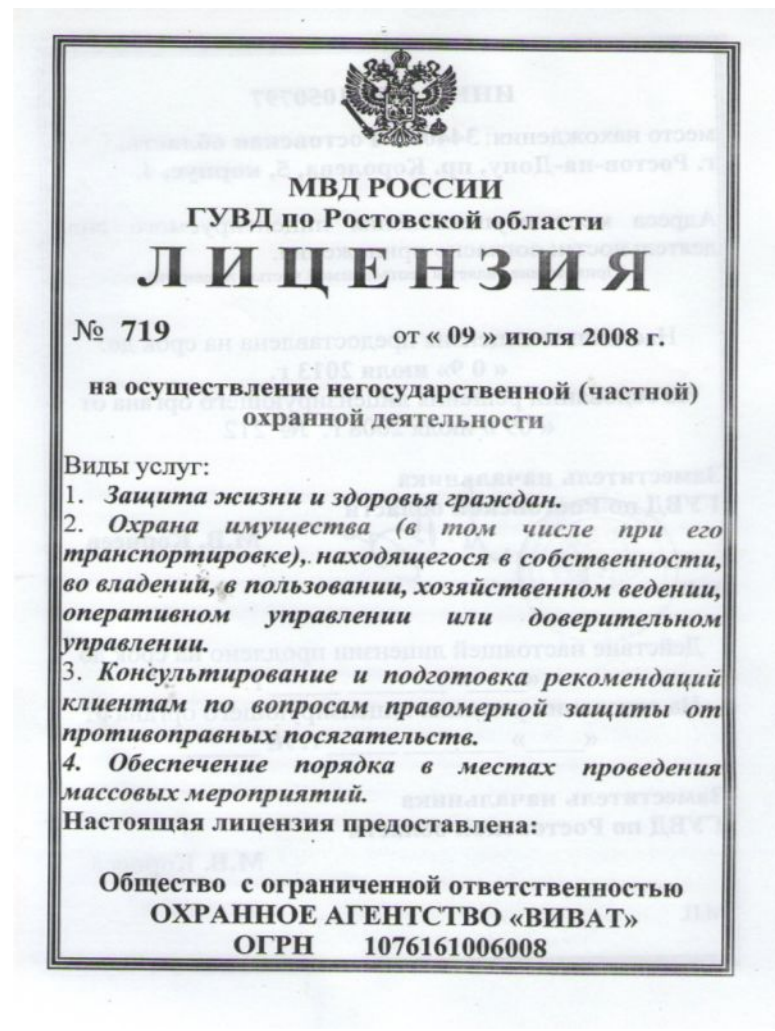 МВД РОССИИ
ГУВД по Ростовской области
ЛИЦЕНЗИЯ
№ 719 от « 09 » июля 2008 г.
на осуществление негосударственной (частной)
охранной деятельности
Виды услуг:
1. Защита жизни и здоровья граждан.
2. Охрана имущества (в том числе при его
транспортировке), находящегося в собственности,
во владений, в пользовании, хозяйственном ведении,
оперативном управлении или доверительном
управлении.
3. Консультирование и подготовка рекомендаций
клиентам по вопросам правомерной защиты от
противоправных посягательств.
4. Обеспечение порядка в местах проведения
массовых мероприятий.
Настоящая лицензия предоставлена:
Общество с ограниченной ответственностью
ОХРАННОЕ АГЕНТСТВО «ВИВАТ»
ОГРН 1076161006008